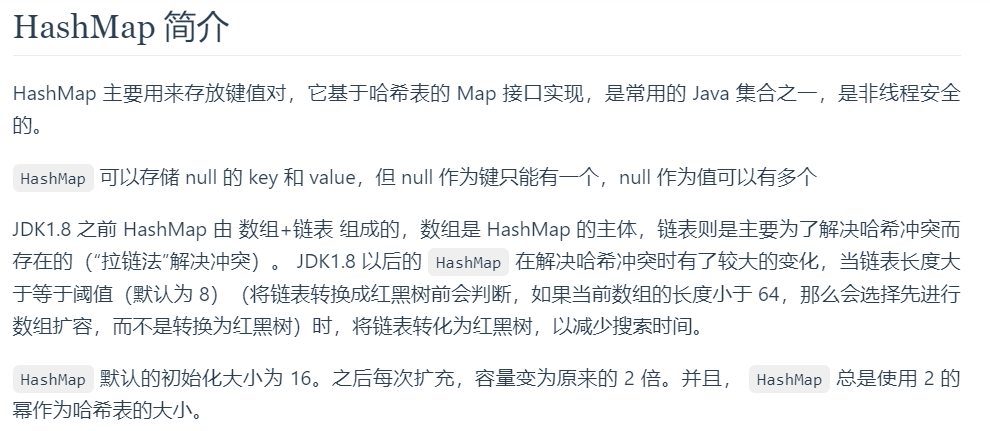 HashMap 简介
HashMap 主要用来存放键值对，它基于哈希表的 Map 接口实现，是常用的 Java 集合之一，是非线程安全
的。
HashMap 可以存储 null 的 key 和 value，但 null 作为键只能有一个，null 作为值可以有多个
JDK1.8 之前 HashMap 由 数组+链表 组成的，数组是 HashMap 的主体，链表则是主要为了解决哈希冲突而
存在的（“拉链法”解决冲突）。 JDK1.8 以后的 HashMap 在解决哈希冲突时有了较大的变化，当链表长度大
于等于阈值（默认为 8）（将链表转换成红黑树前会判断，如果当前数组的长度小于 64，那么会选择先进行
数组扩容，而不是转换为红黑树）时，将链表转化为红黑树，以减少搜索时间。
HashMap 默认的初始化大小为 16。之后每次扩充，容量变为原来的 2 倍。并且， HashMap 总是使用 2 的
幂作为哈希表的大小。